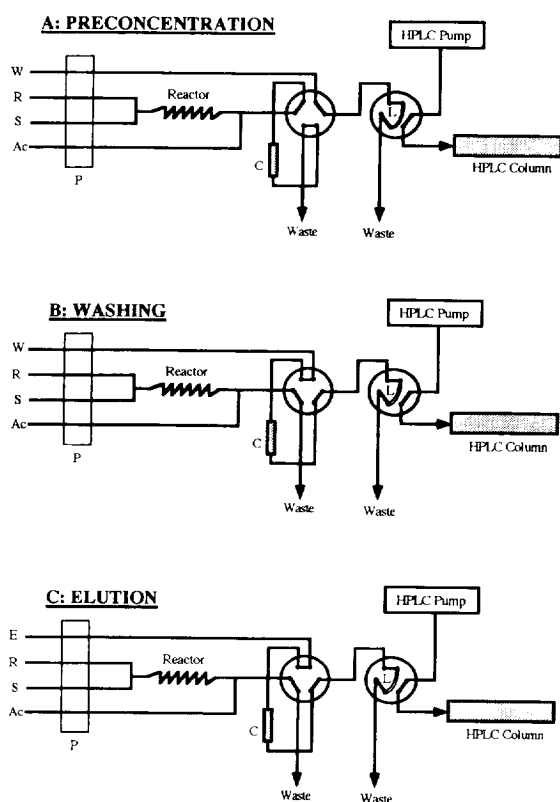 A: PRECONCENTRATION
HPLC Pump
W
R
Reactor
S
Ac
L
C
P
HPLC Column
Waste
Waste
B: WASHING
HPLC Pump
W
R
Reactor
S
Ac
L
C
P
HPLC Column
Waste
Waste
C: ELUTION
HPLC Pump
E
R
Reactor
S
Ac
L
C
P
HPLC Column
Waste
Waste